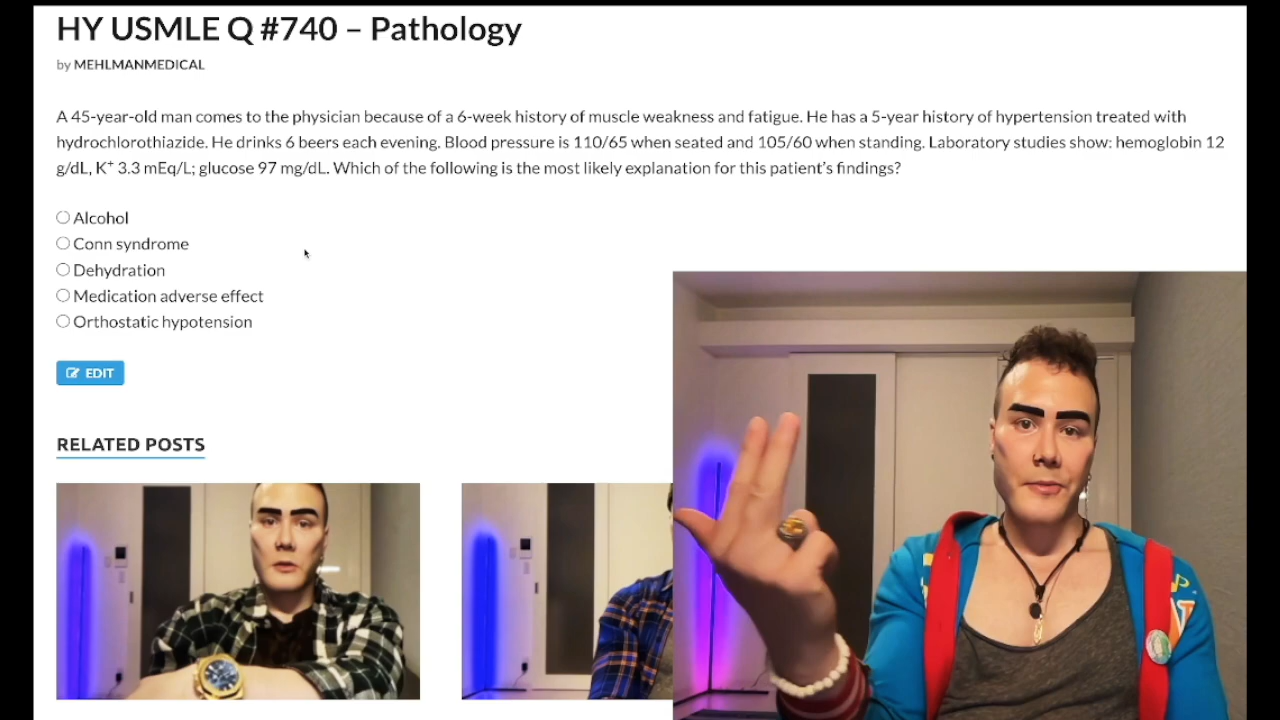 HY USMLE Q #740 – Pathology
by MEHLMANMEDICAL
A 45-year-old man comes to the physician because of a 6-week history of muscle weakness and fatigue. He has a 5-year history of hypertension treated with
hydrochlorothiazide. He drinks 6 beers each evening. Blood pressure is 110/65 when seated and 105/60 when standing. Laboratory studies show: hemoglobin 12
g/dL, K⁺ 3.3 mEq/L; glucose 97 mg/dL. Which of the following is the most likely explanation for this patient’s findings?
Alcohol
Conn syndrome
Dehydration
Medication adverse effect
Orthostatic hypotension
EDIT
RELATED POSTS